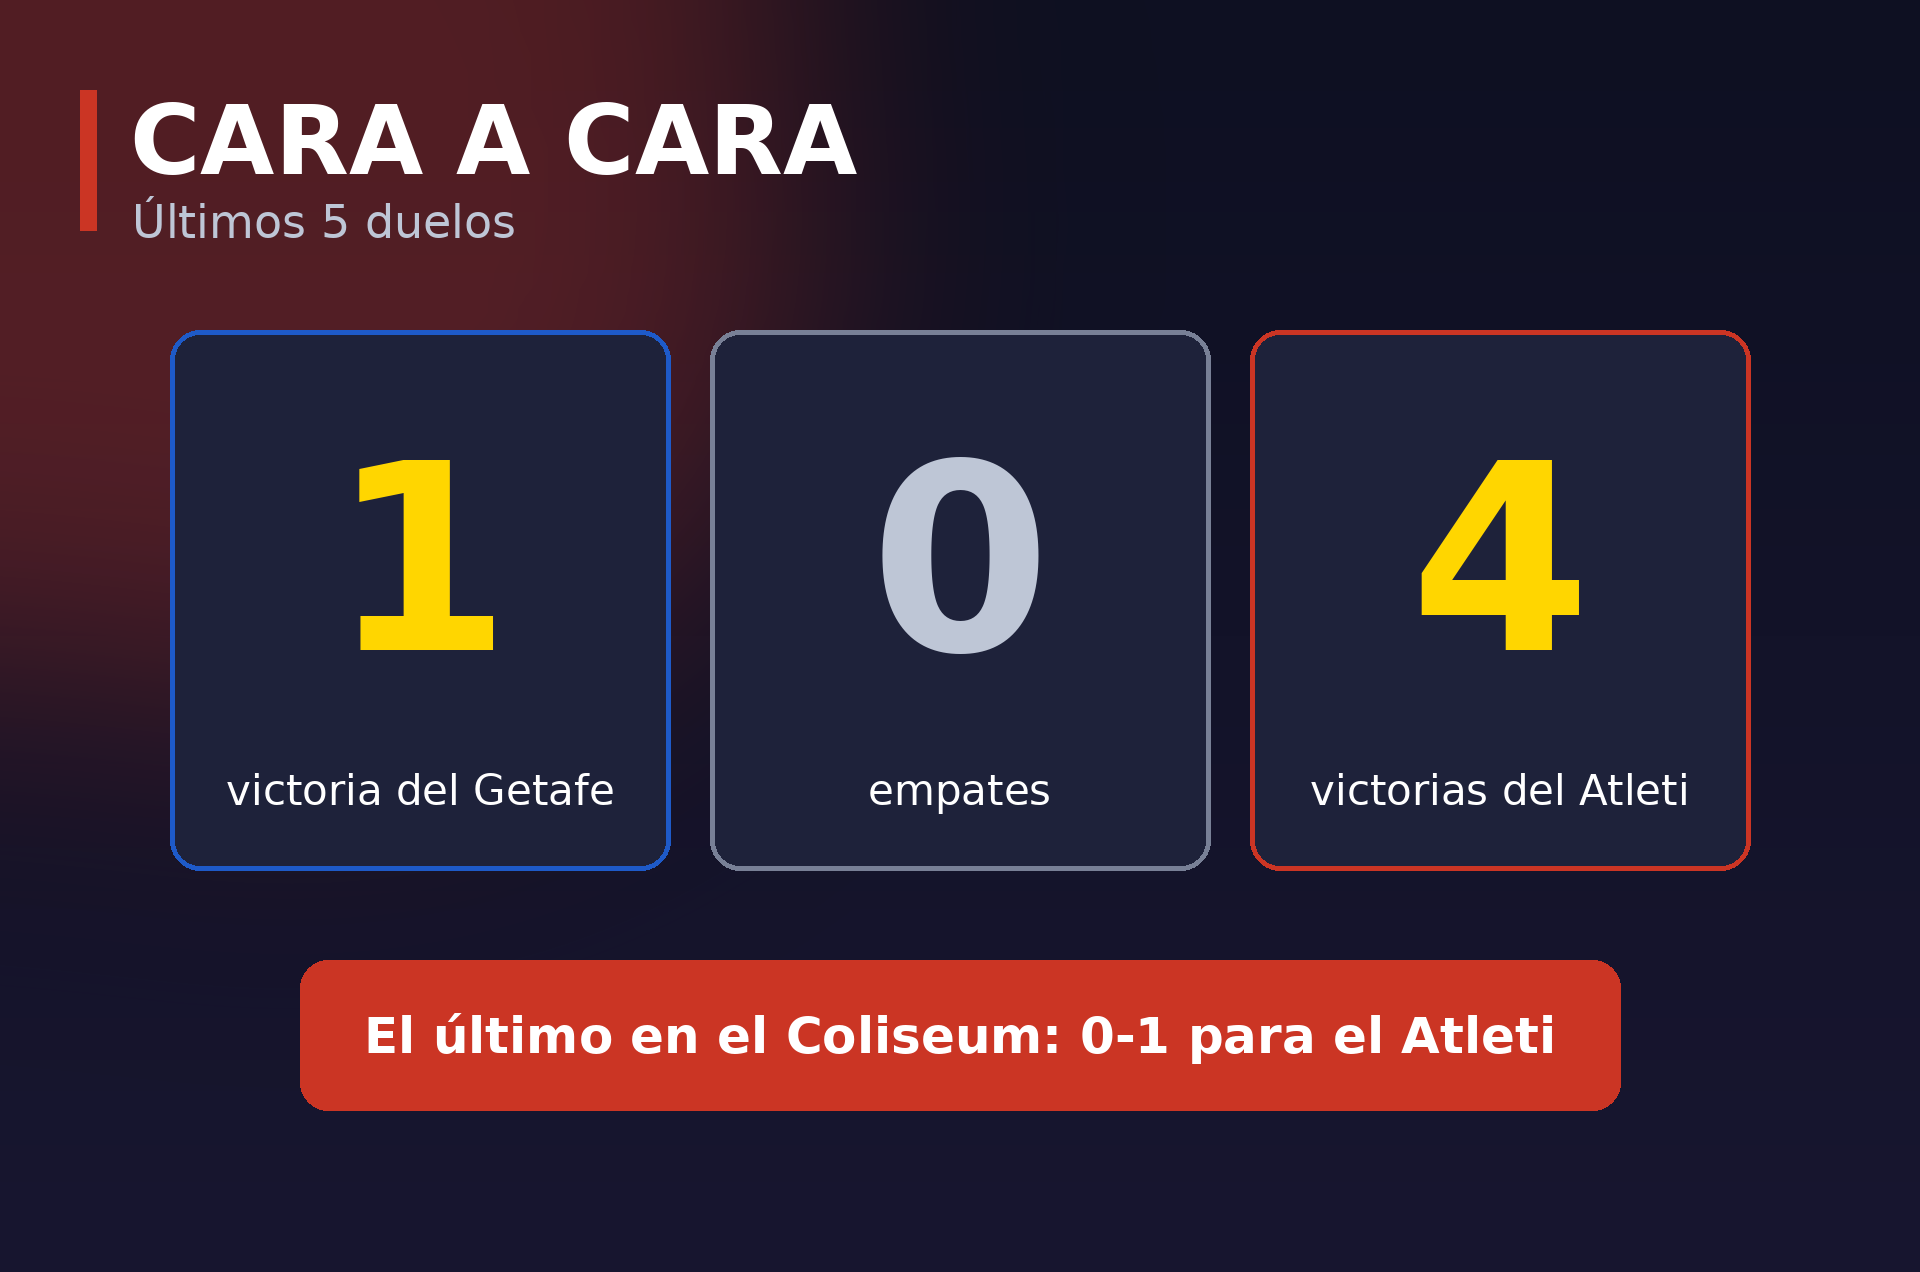 CARA A CARA
Últimos 5 duelos
1
victoria del Getafe
0
empates
4
victorias del Atleti
El último en el Coliseum: 0-1 para el Atleti